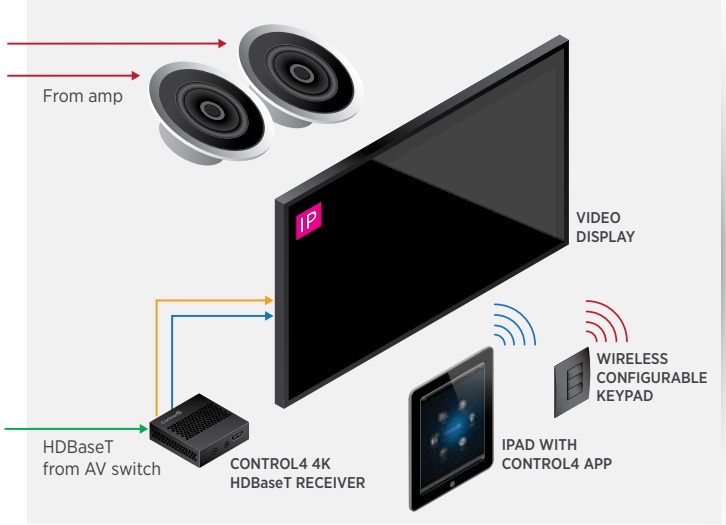 From amp
IP
VIDEO
DISPLAY
WIRELESS
CONFIGURABLE
KEYPAD
HDBaseT
from AV switch
Control4
CONTROL4 4K
HDBaseT RECEIVER
IPAD WITH
CONTROL4 APP